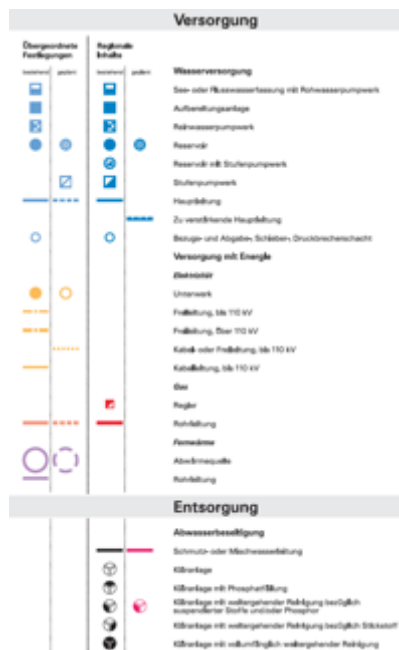 Versorgung
Übergeordnete Festlegungen
Regionale Inhalte
bestehend geplant bestehend geplant
Wasserversorgung
See- oder Flusswasserfassung mit Rohwasserpumpwerk
Aufbereitungsanlage
Reinwasserpumpwerk
Reservoir
Reservoir mit Stufenpumpwerk
Stufenpumpwerk
Hauptleitung
Zu verstärkende Hauptleitung
Bezugs- und Abgabe-, Schieber-, Druckbrechenschacht
Versorgung mit Energie
Elektrizität
Unterwerk
Freileitung, bis 110 kV
Freileitung, über 110 kV
Kabel- oder Freileitung, bis 110 kV
Kabelleitung, bis 110 kV
Gas
Regler
Rohrleitung
Fernwärme
Abwärmequelle
Rohrleitung
Entsorgung
Abwasserbeseitigung
Schmutz- oder Mischwasserleitung
Kläranlage
Kläranlage mit Phosphatfällung
Kläranlage mit weitergehender Reinigung bezüglich
suspendierter Stoffe und/oder Phosphor
Kläranlage mit weitergehender Reinigung bezüglich Stickstoff
Kläranlage mit vollumfänglich weitergehender Reinigung